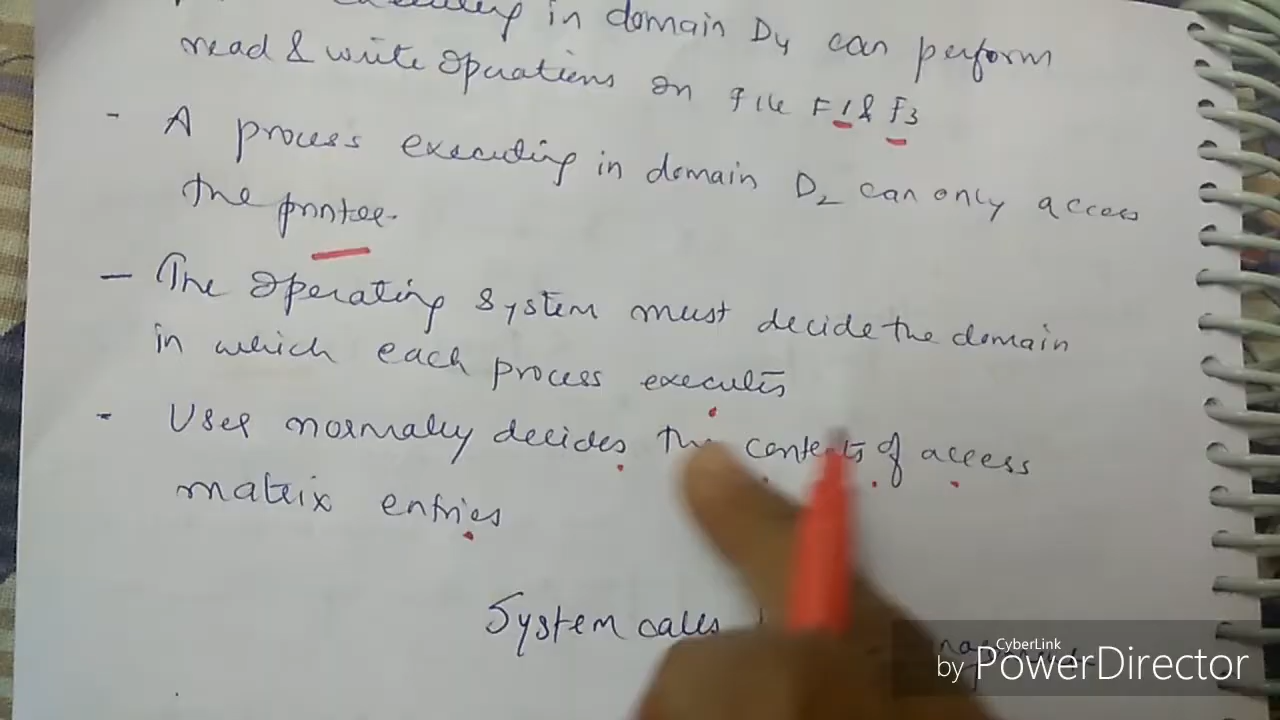 executing in domain D4 can perform
read & write operations on file F1 & F3
- A process executing in domain D2 can only access
the printer.
- The operating system must decide the domain
in which each process executes
- User normally decides the contents of access
matrix entries
System calls
CyberLink
by PowerDirector